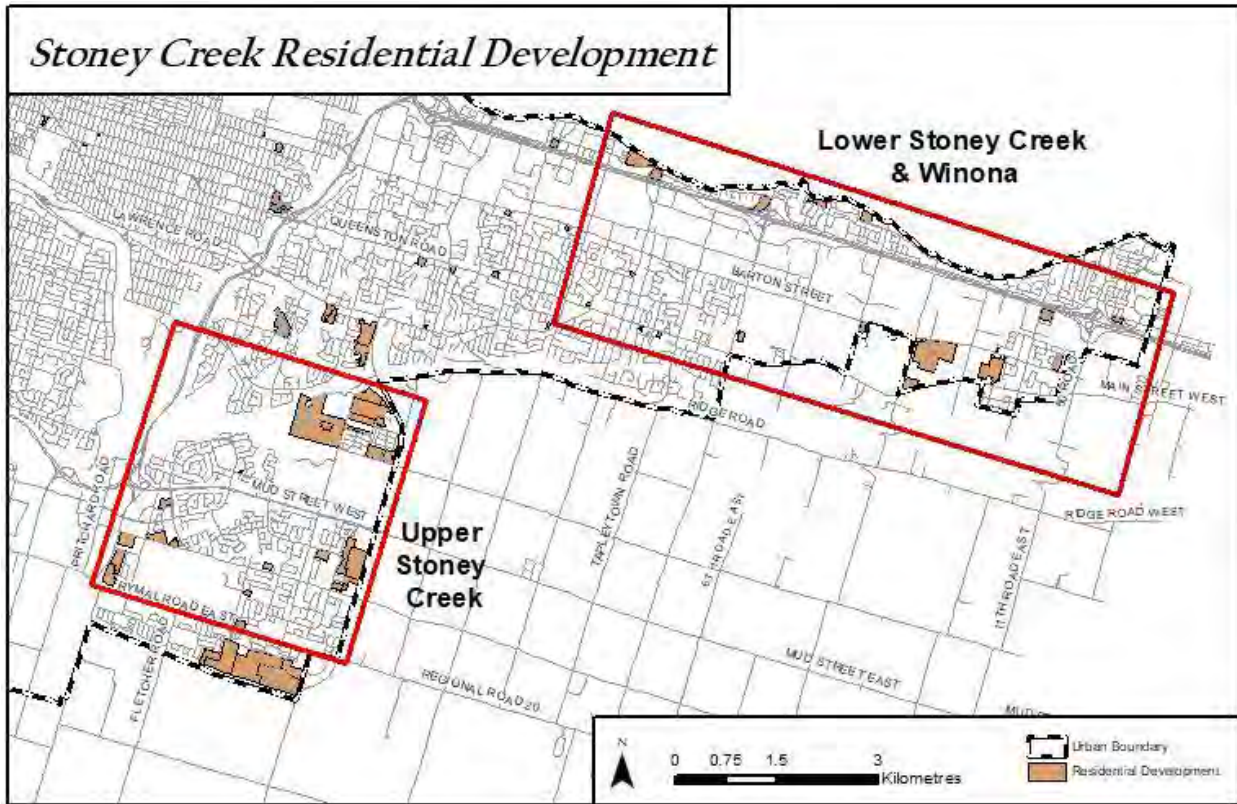 Stoney Creek Residential Development
Lower Stoney Creek
& Winona
LAWRENCE ROAD
QUEENSTON ROAD
BARTON STREET
MAIN STREET WEST
RIDGE ROAD
RIDGE ROAD WEST
MUD STREET WEST
Upper
Stoney
Creek
PRITCHARD ROAD
TAPLEYTOWN ROAD
11TH ROAD EAST
RYMAL ROAD EAST
FLETCHER ROAD
REGIONAL ROAD 20
MUD STREET EAST
N
0 0.75 1.5 3
Kilometres
Urban Boundary
Residential Development